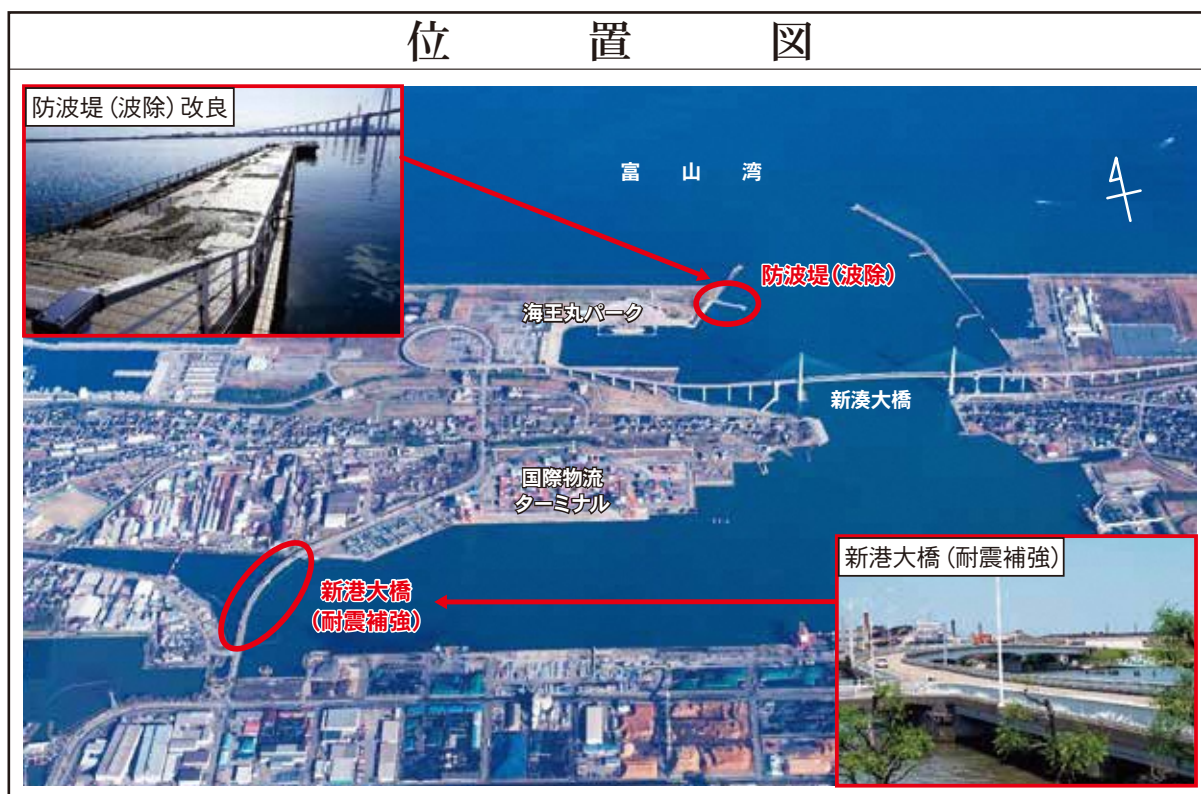 位置図
防波堤(波除)改良
富山湾
防波堤(波除)
海王丸パーク
新湊大橋
国際物流
ターミナル
新港大橋(耐震補強)
新港大橋
(耐震補強)